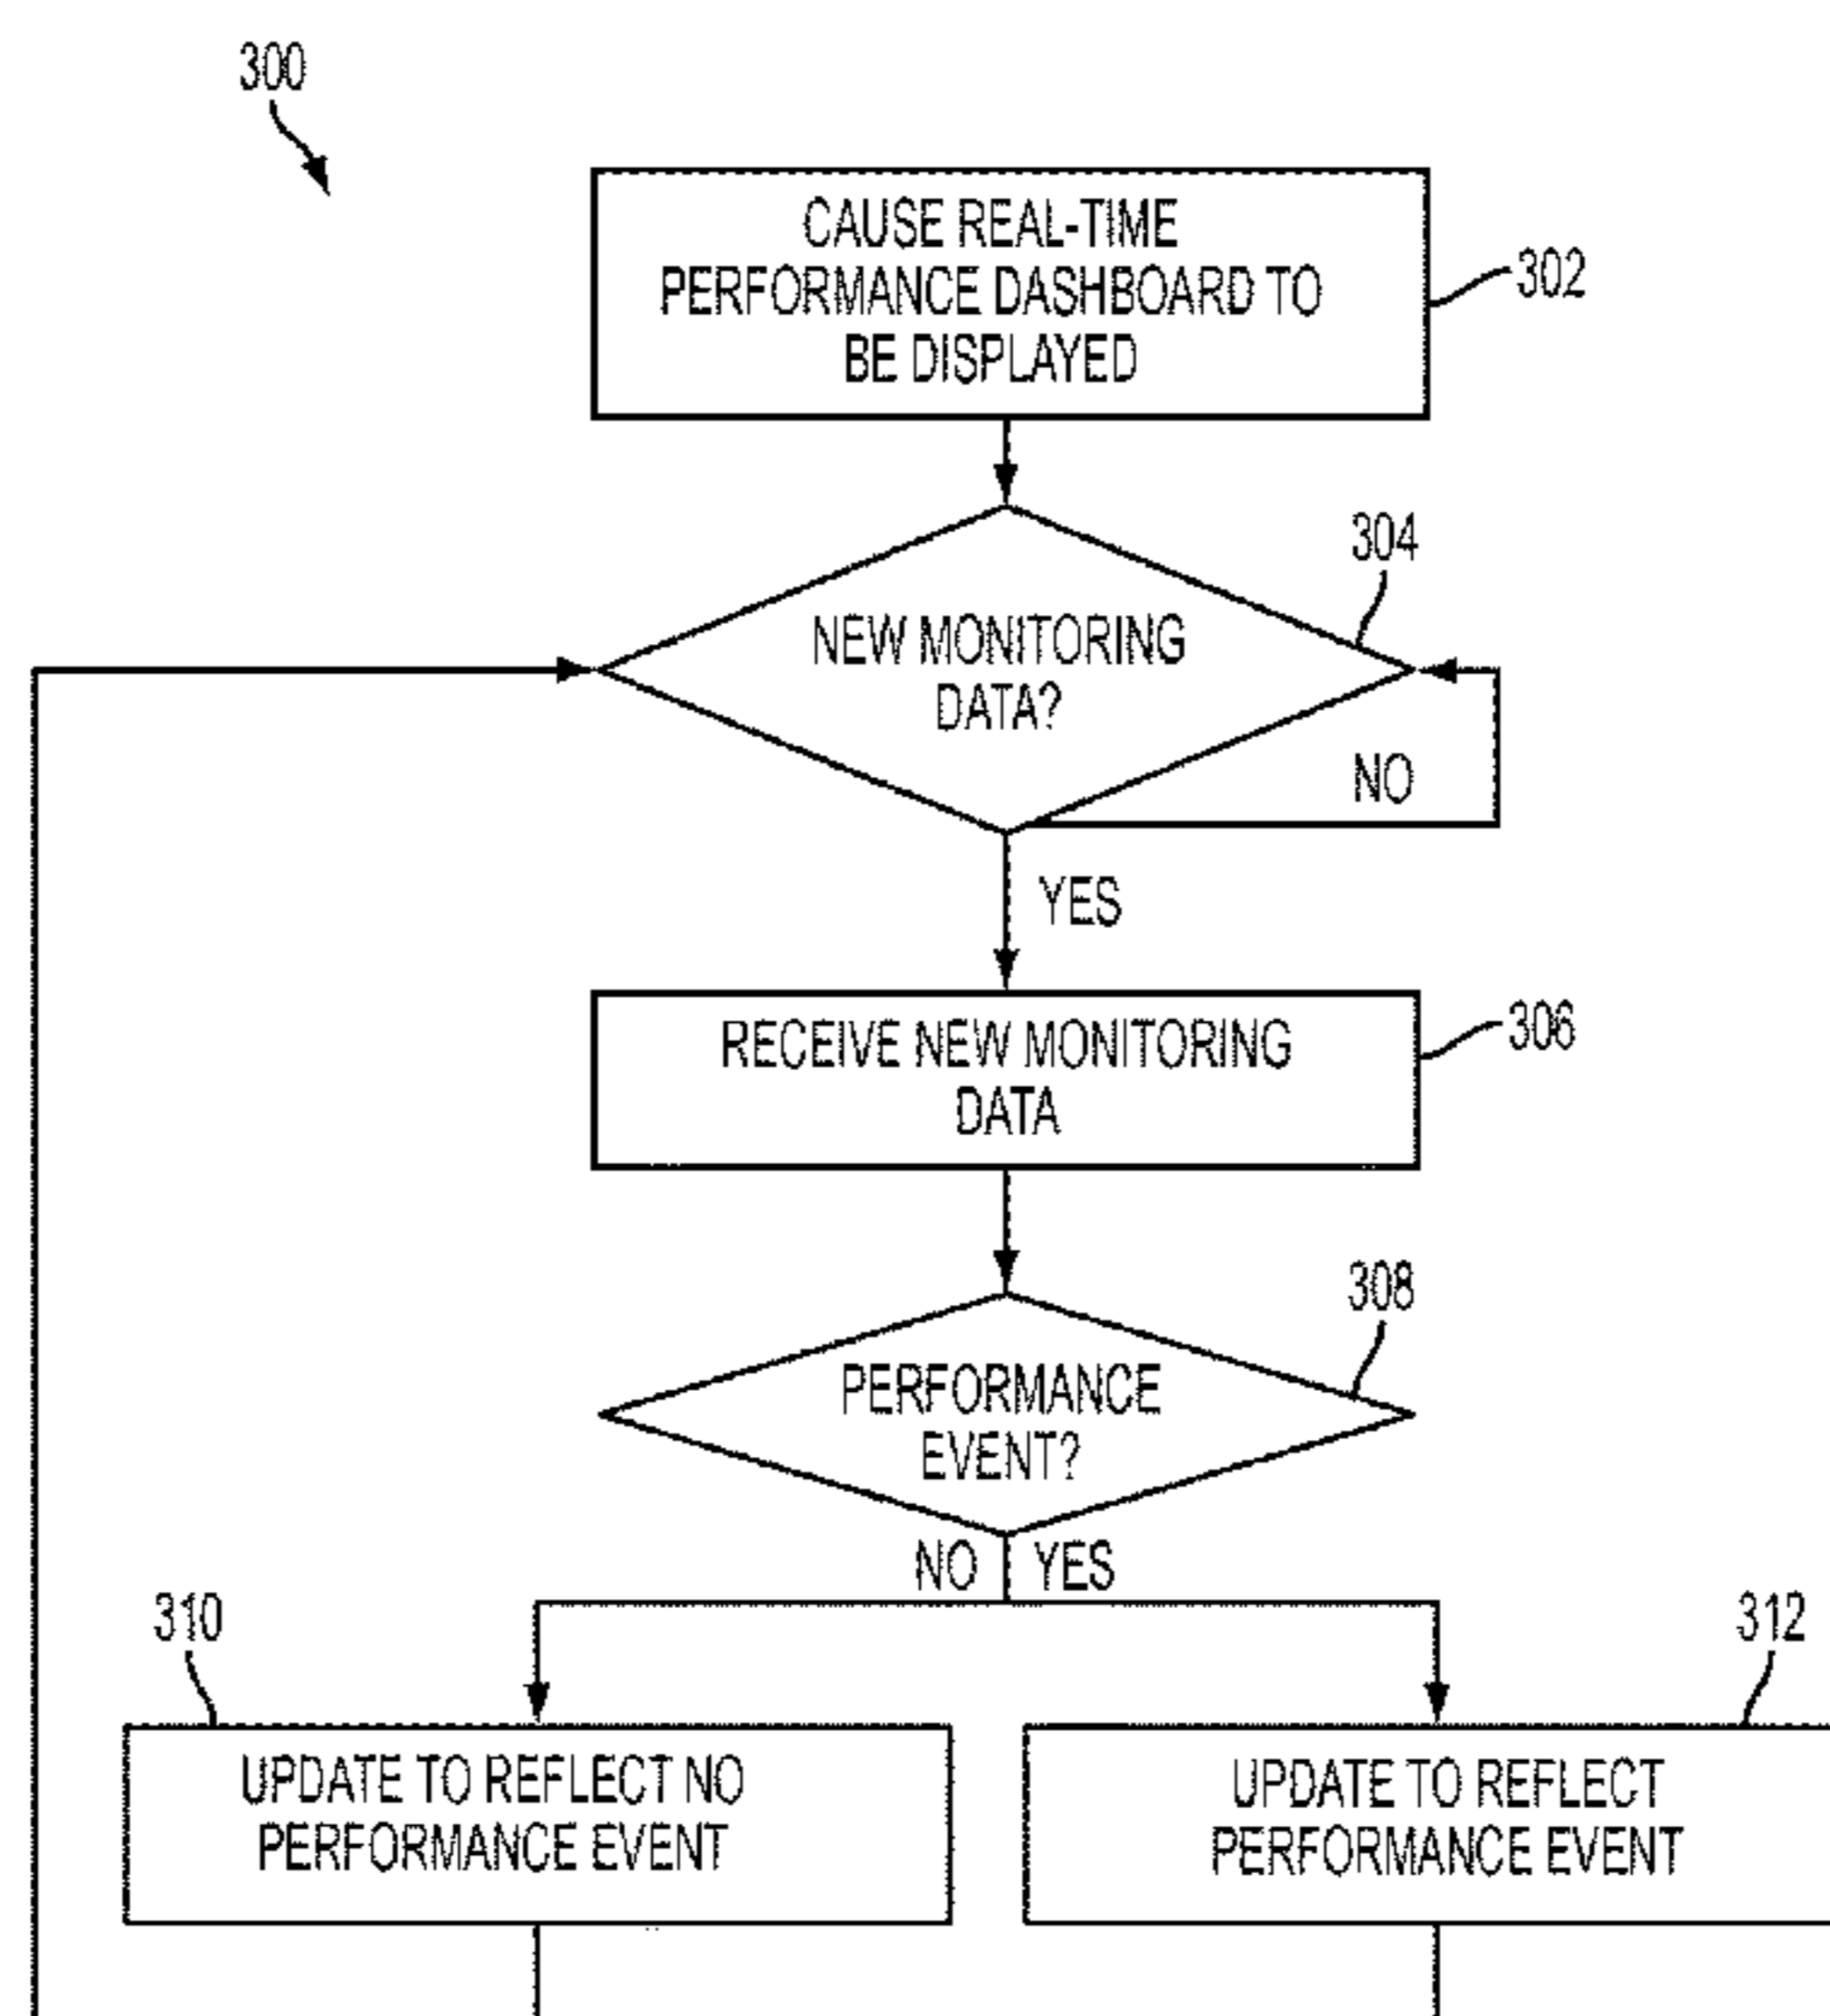 300
CAUSE REAL-TIME
PERFORMANCE DASHBOARD TO
BE DISPLAYED
302
304
NEW MONITORING
DATA?
NO
YES
RECEIVE NEW MONITORING
DATA
306
308
PERFORMANCE
EVENT?
NO YES
310
312
UPDATE TO REFLECT NO
PERFORMANCE EVENT
UPDATE TO REFLECT
PERFORMANCE EVENT